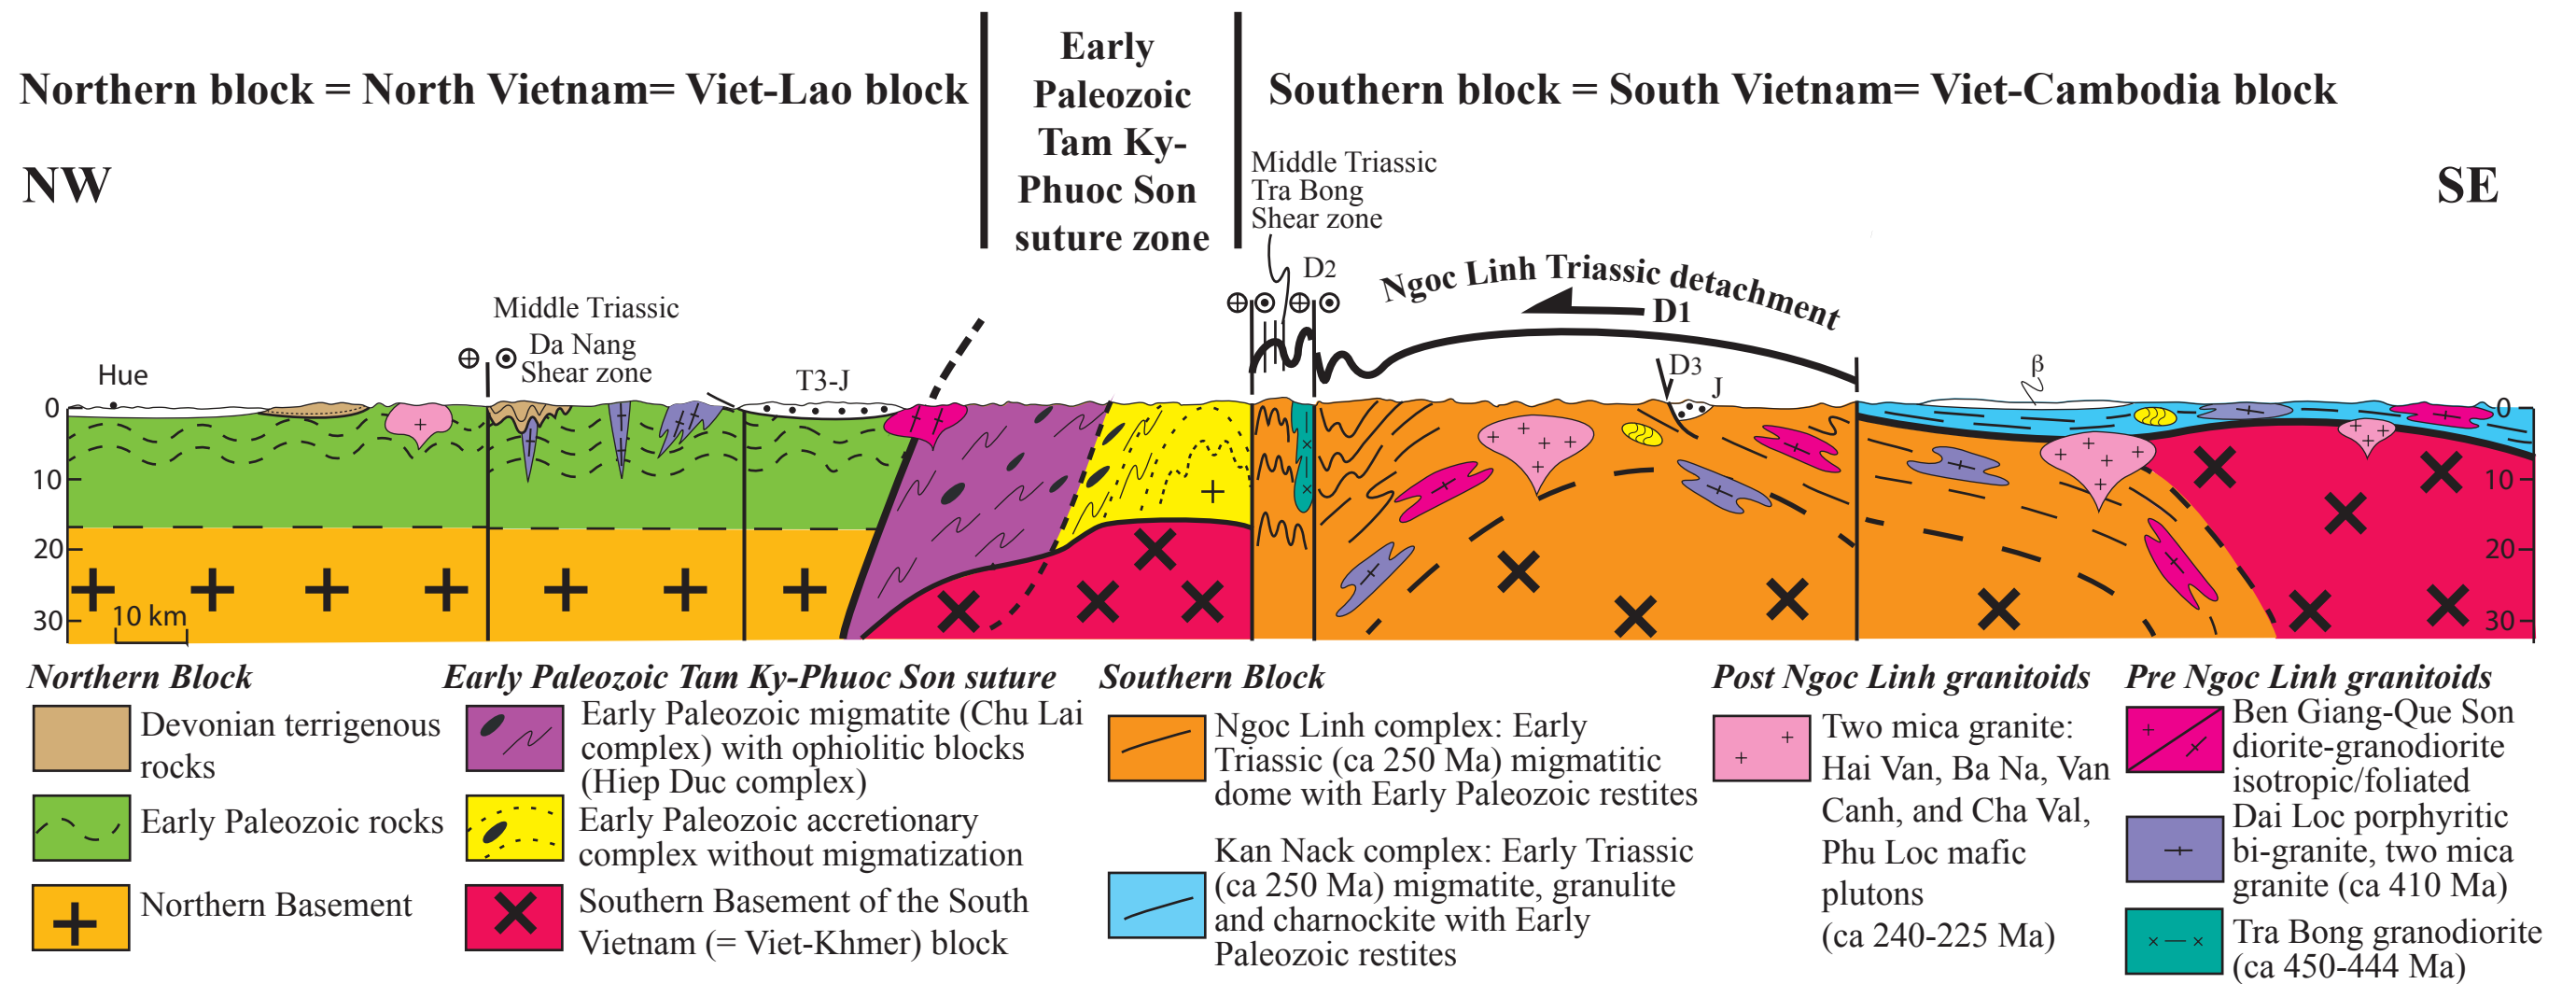 Northern block = North Vietnam= Viet-Lao block
Early
Paleozoic
Tam Ky-
Phuoc Son
suture zone
Southern block = South Vietnam= Viet-Cambodia block
NW
SE
Middle Triassic
Tra Bong
Shear zone
D2
Ngoc Linh Triassic detachment
D1
Middle Triassic
Da Nang
Shear zone
Hue
T3-J
D3
J
β
0
10
20
30
10 km
0
10
20
30
Northern Block
Devonian terrigenous
rocks
Early Paleozoic rocks
Northern Basement
Early Paleozoic Tam Ky-Phuoc Son suture
Early Paleozoic migmatite (Chu Lai
complex) with ophiolitic blocks
(Hiep Duc complex)
Early Paleozoic accretionary
complex without migmatization
Southern Basement of the South
Vietnam (= Viet-Khmer) block
Southern Block
Ngoc Linh complex: Early
Triassic (ca 250 Ma) migmatitic
dome with Early Paleozoic restites
Kan Nack complex: Early Triassic
(ca 250 Ma) migmatite, granulite
and charnockite with Early
Paleozoic restites
Post Ngoc Linh granitoids
Two mica granite:
Hai Van, Ba Na, Van
Canh, and Cha Val,
Phu Loc mafic
plutons
(ca 240-225 Ma)
Pre Ngoc Linh granitoids
Ben Giang-Que Son
diorite-granodiorite
isotropic/foliated
Dai Loc porphyritic
bi-granite, two mica
granite (ca 410 Ma)
Tra Bong granodiorite
(ca 450-444 Ma)